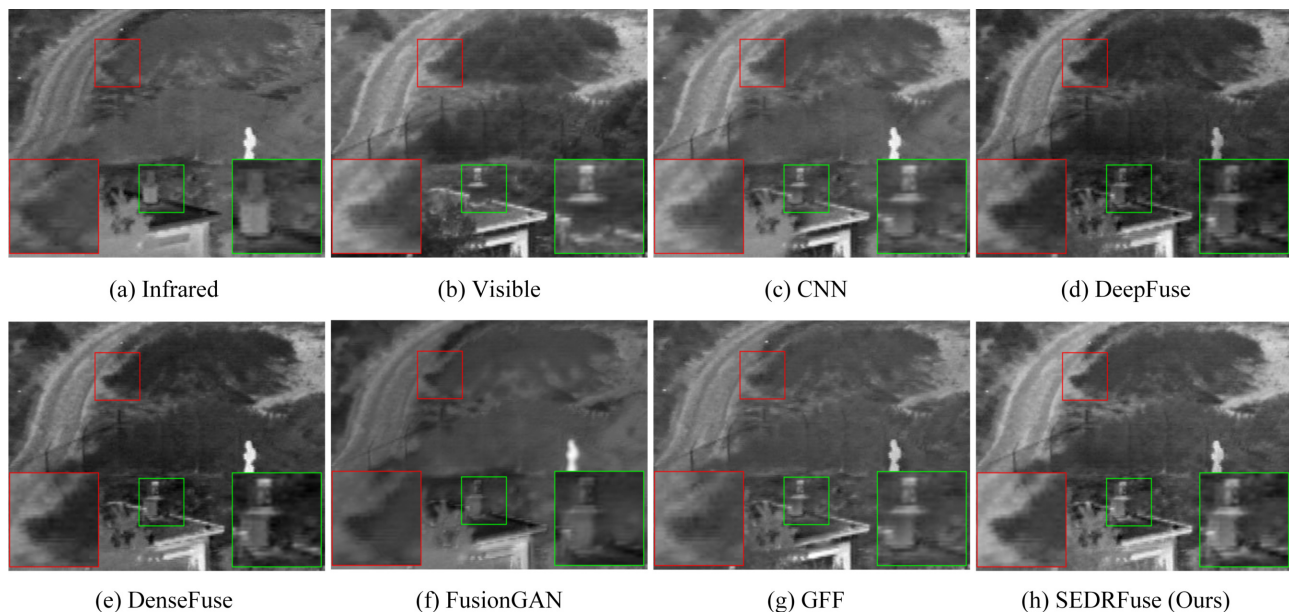 (a) Infrared
(b) Visible
(c) CNN
(d) DeepFuse
(e) DenseFuse
(f) FusionGAN
(g) GFF
(h) SEDRFuse (Ours)